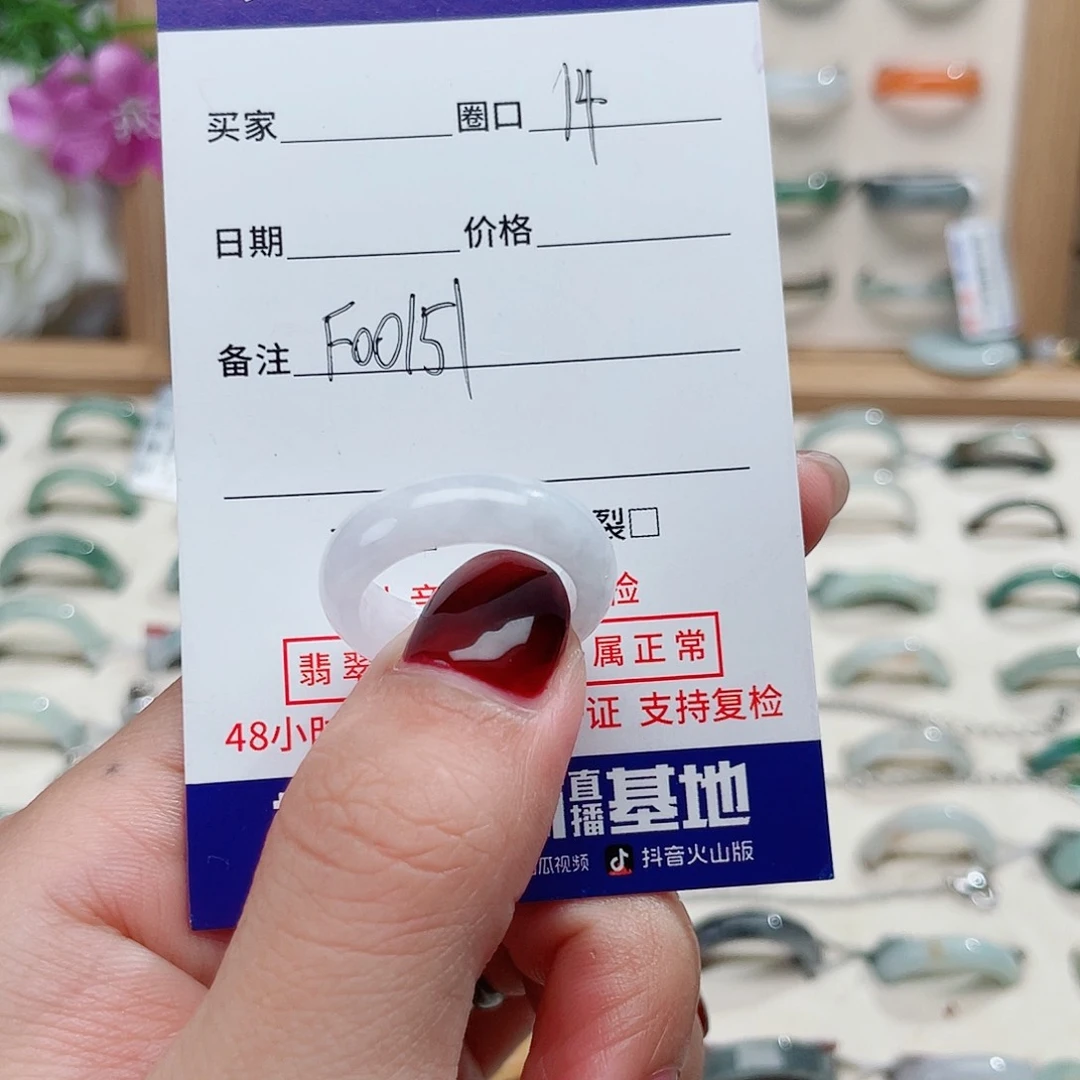 买家 圈口 14
日期 价格
备注 F00151
裂□
检
翡翠 属正常
48小时 证 支持复检
直播基地
瓜视频 抖音火山版